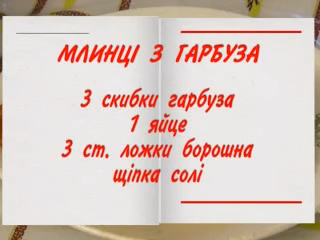 МЛИНЦІ З ГАРБУЗА
3 скибки гарбуза
1 яйце
3 ст. ложки борошна
щіпка солі